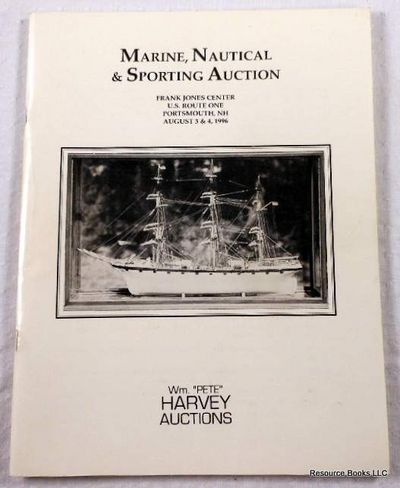 MARINE, NAUTICAL
& SPORTING AUCTION
FRANK JONES CENTER
U.S. ROUTE ONE
PORTSMOUTH, NH
AUGUST 3 & 4, 1996
Wm. "PETE"
HARVEY
AUCTIONS
Resource Books, LLC